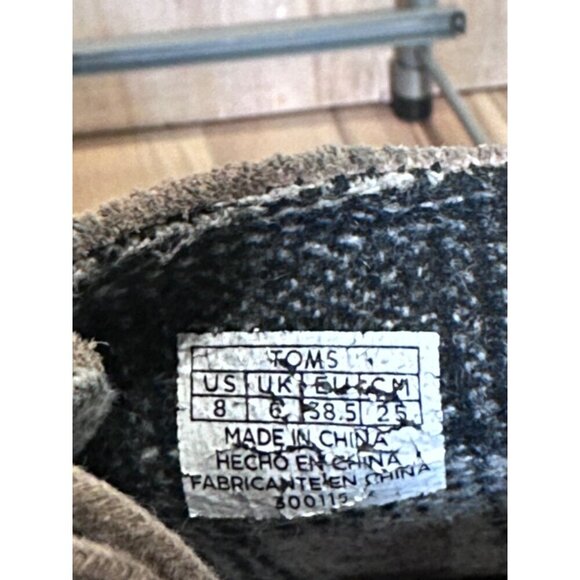 TOMS
US UK EU CM
8 6 38.5 25
MADE IN CHINA
HECHO EN CHINA
FABRICANTE EN CHINA